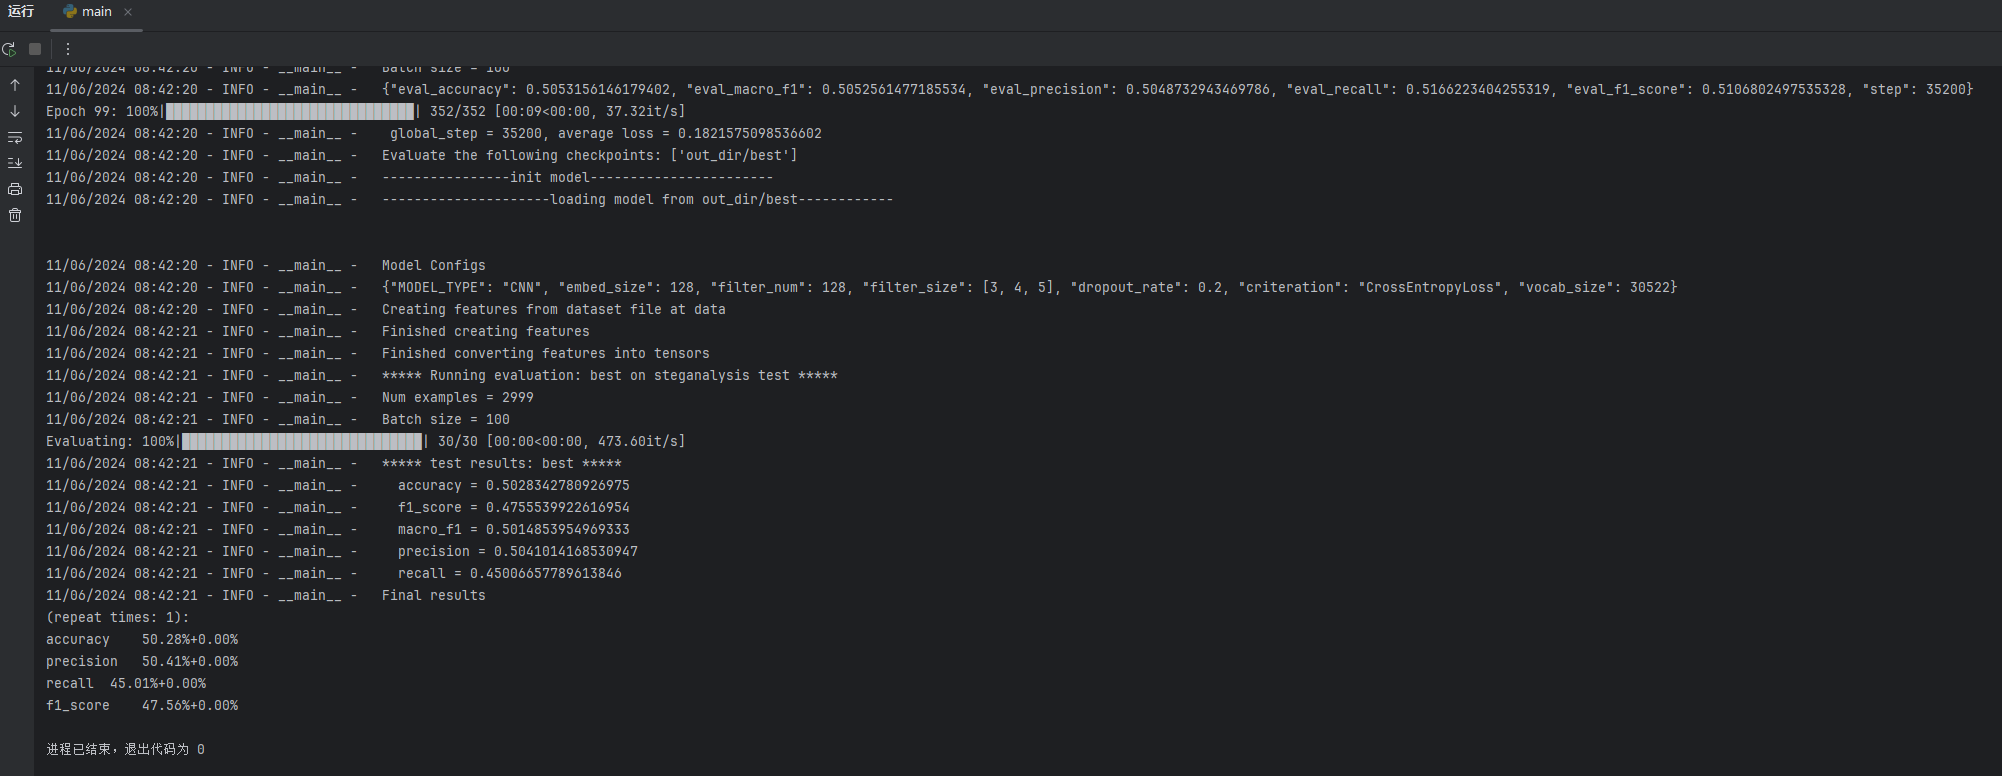 运行 main ×
11/06/2024 08:42:20 - INFO - __main__ -   Batch size = 100
11/06/2024 08:42:20 - INFO - __main__ -   {"eval_accuracy": 0.5053156146179402, "eval_macro_f1": 0.5052561477185534, "eval_precision": 0.5048732943469786, "eval_recall": 0.5166223404255319, "eval_f1_score": 0.5106802497535328, "step": 35200}
Epoch 99: 100%|██████████| 352/352 [00:09<00:00, 37.32it/s]
11/06/2024 08:42:20 - INFO - __main__ -    global_step = 35200, average loss = 0.1821575098536602
11/06/2024 08:42:20 - INFO - __main__ -   Evaluate the following checkpoints: ['out_dir/best']
11/06/2024 08:42:20 - INFO - __main__ -   ----------------init model-----------------------
11/06/2024 08:42:20 - INFO - __main__ -   ---------------------loading model from out_dir/best------------
11/06/2024 08:42:20 - INFO - __main__ -   Model Configs
11/06/2024 08:42:20 - INFO - __main__ -   {"MODEL_TYPE": "CNN", "embed_size": 128, "filter_num": 128, "filter_size": [3, 4, 5], "dropout_rate": 0.2, "criteration": "CrossEntropyLoss", "vocab_size": 30522}
11/06/2024 08:42:20 - INFO - __main__ -   Creating features from dataset file at data
11/06/2024 08:42:21 - INFO - __main__ -   Finished creating features
11/06/2024 08:42:21 - INFO - __main__ -   Finished converting features into tensors
11/06/2024 08:42:21 - INFO - __main__ -   ***** Running evaluation: best on steganalysis test *****
11/06/2024 08:42:21 - INFO - __main__ -   Num examples = 2999
11/06/2024 08:42:21 - INFO - __main__ -   Batch size = 100
Evaluating: 100%|██████████| 30/30 [00:00<00:00, 473.60it/s]
11/06/2024 08:42:21 - INFO - __main__ -   ***** test results: best *****
11/06/2024 08:42:21 - INFO - __main__ -     accuracy = 0.5028342780926975
11/06/2024 08:42:21 - INFO - __main__ -     f1_score = 0.4755539922616954
11/06/2024 08:42:21 - INFO - __main__ -     macro_f1 = 0.5014853954969333
11/06/2024 08:42:21 - INFO - __main__ -     precision = 0.5041014168530947
11/06/2024 08:42:21 - INFO - __main__ -     recall = 0.45006657789613846
11/06/2024 08:42:21 - INFO - __main__ -   Final results
(repeat times: 1):
accuracy    50.28%+0.00%
precision   50.41%+0.00%
recall  45.01%+0.00%
f1_score    47.56%+0.00%
进程已结束，退出代码为 0